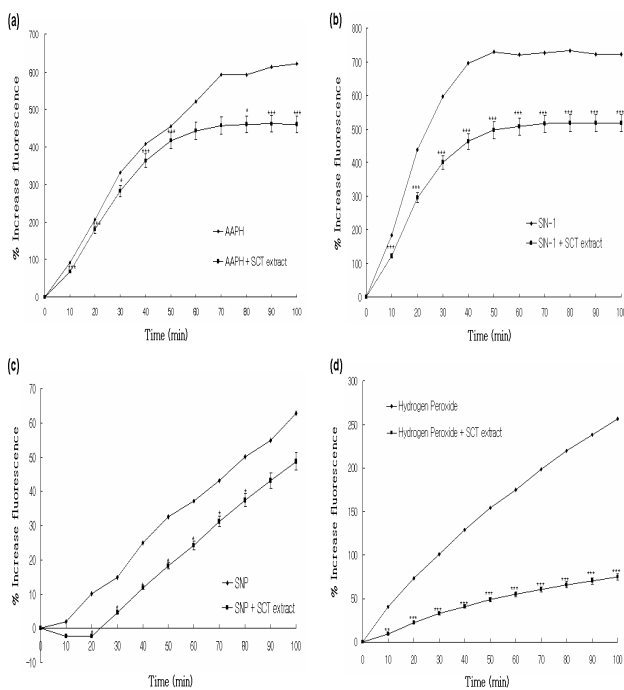 (a)
% Increase fluorescence
700
600
500
400
300
200
100
0
AAPH
AAPH + SCT extract
0 10 20 30 40 50 60 70 80 90 100
Time (min)
(b)
% Increase fluorescence
800
700
600
500
400
300
200
100
0
SIN-1
SIN-1 + SCT extract
0 10 20 30 40 50 60 70 80 90 100
Time (min)
(c)
% Increase fluorescence
70
60
50
40
30
20
10
0
-10
SNP
SNP + SCT extract
0 10 20 30 40 50 60 70 80 90 100
Time (min)
(d)
% Increase fluorescence
300
250
200
150
100
50
0
Hydrogen Peroxide
Hydrogen Peroxide + SCT extract
0 10 20 30 40 50 60 70 80 90 100
Time (min)